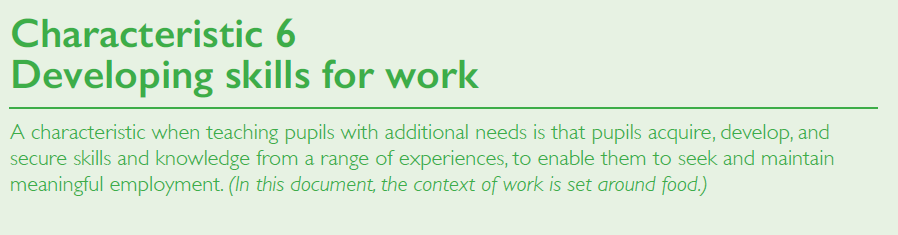 Characteristic 6
Developing skills for work
A characteristic when teaching pupils with additional needs is that pupils acquire, develop, and
secure skills and knowledge from a range of experiences, to enable them to seek and maintain
meaningful employment. (In this document, the context of work is set around food.)